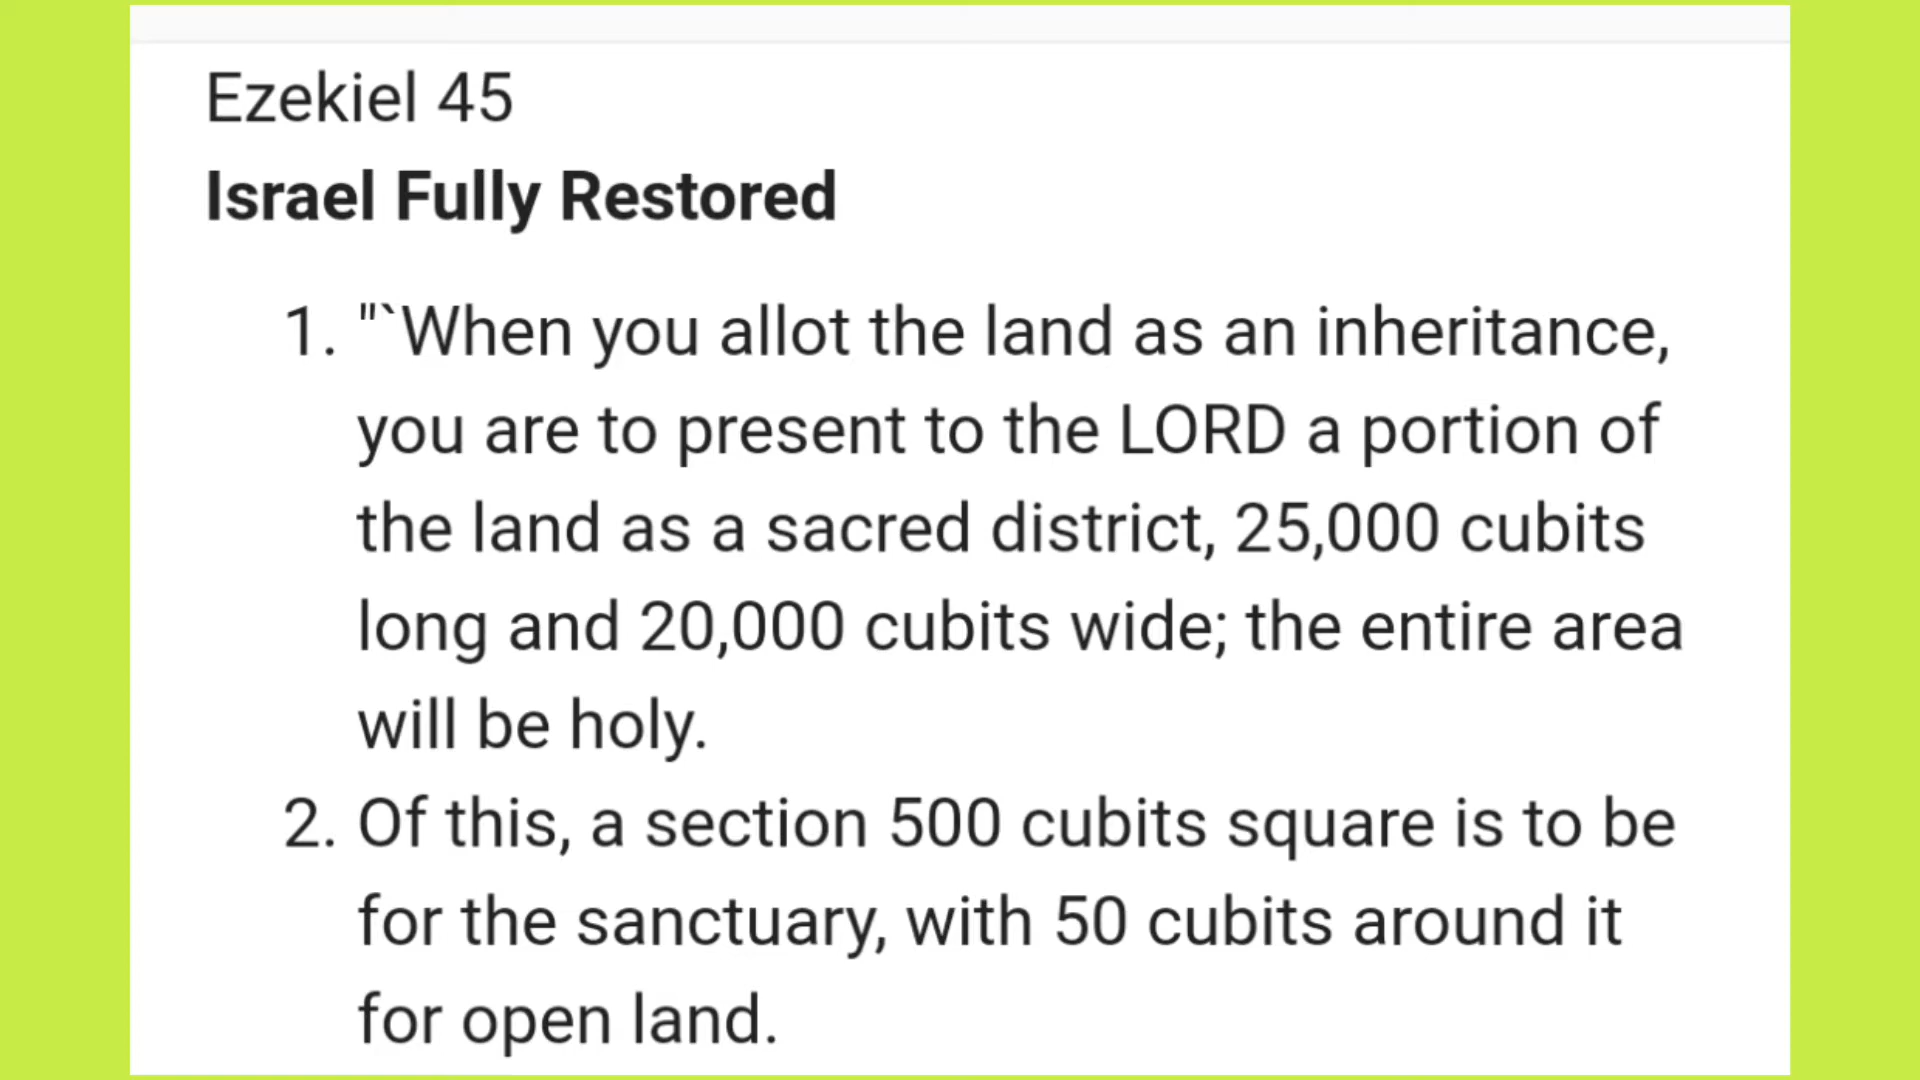 Ezekiel 45
Israel Fully Restored
1. "`When you allot the land as an inheritance,
you are to present to the LORD a portion of
the land as a sacred district, 25,000 cubits
long and 20,000 cubits wide; the entire area
will be holy.
2. Of this, a section 500 cubits square is to be
for the sanctuary, with 50 cubits around it
for open land.